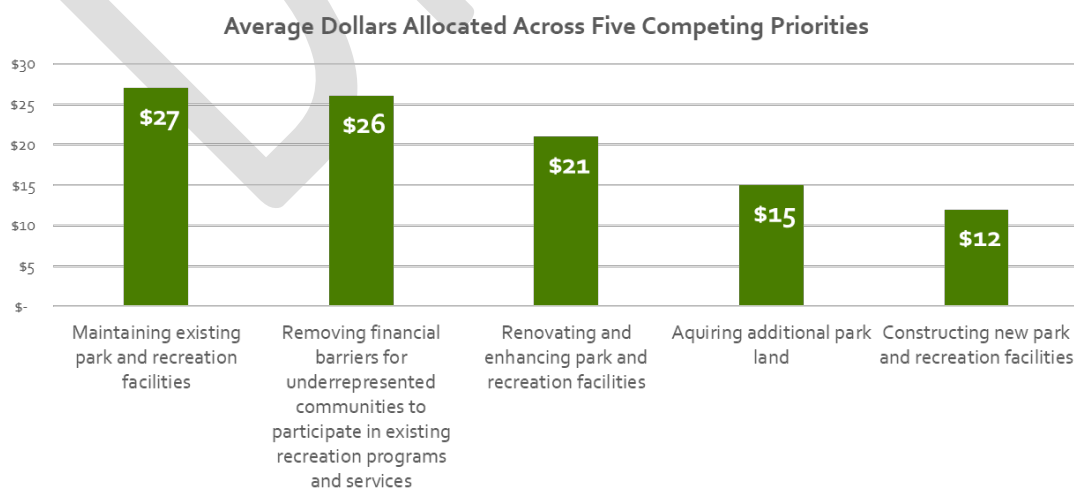 Average Dollars Allocated Across Five Competing Priorities
$30
$25
$20
$15
$10
$5
$-
$27
$26
$21
$15
$12
Maintaining existing
park and recreation
facilities
Removing financial
barriers for
underrepresented
communities to
participate in existing
recreation programs
and services
Renovating and
enhancing park and
recreation facilities
Aquiring additional park
land
Constructing new park
and recreation facilities